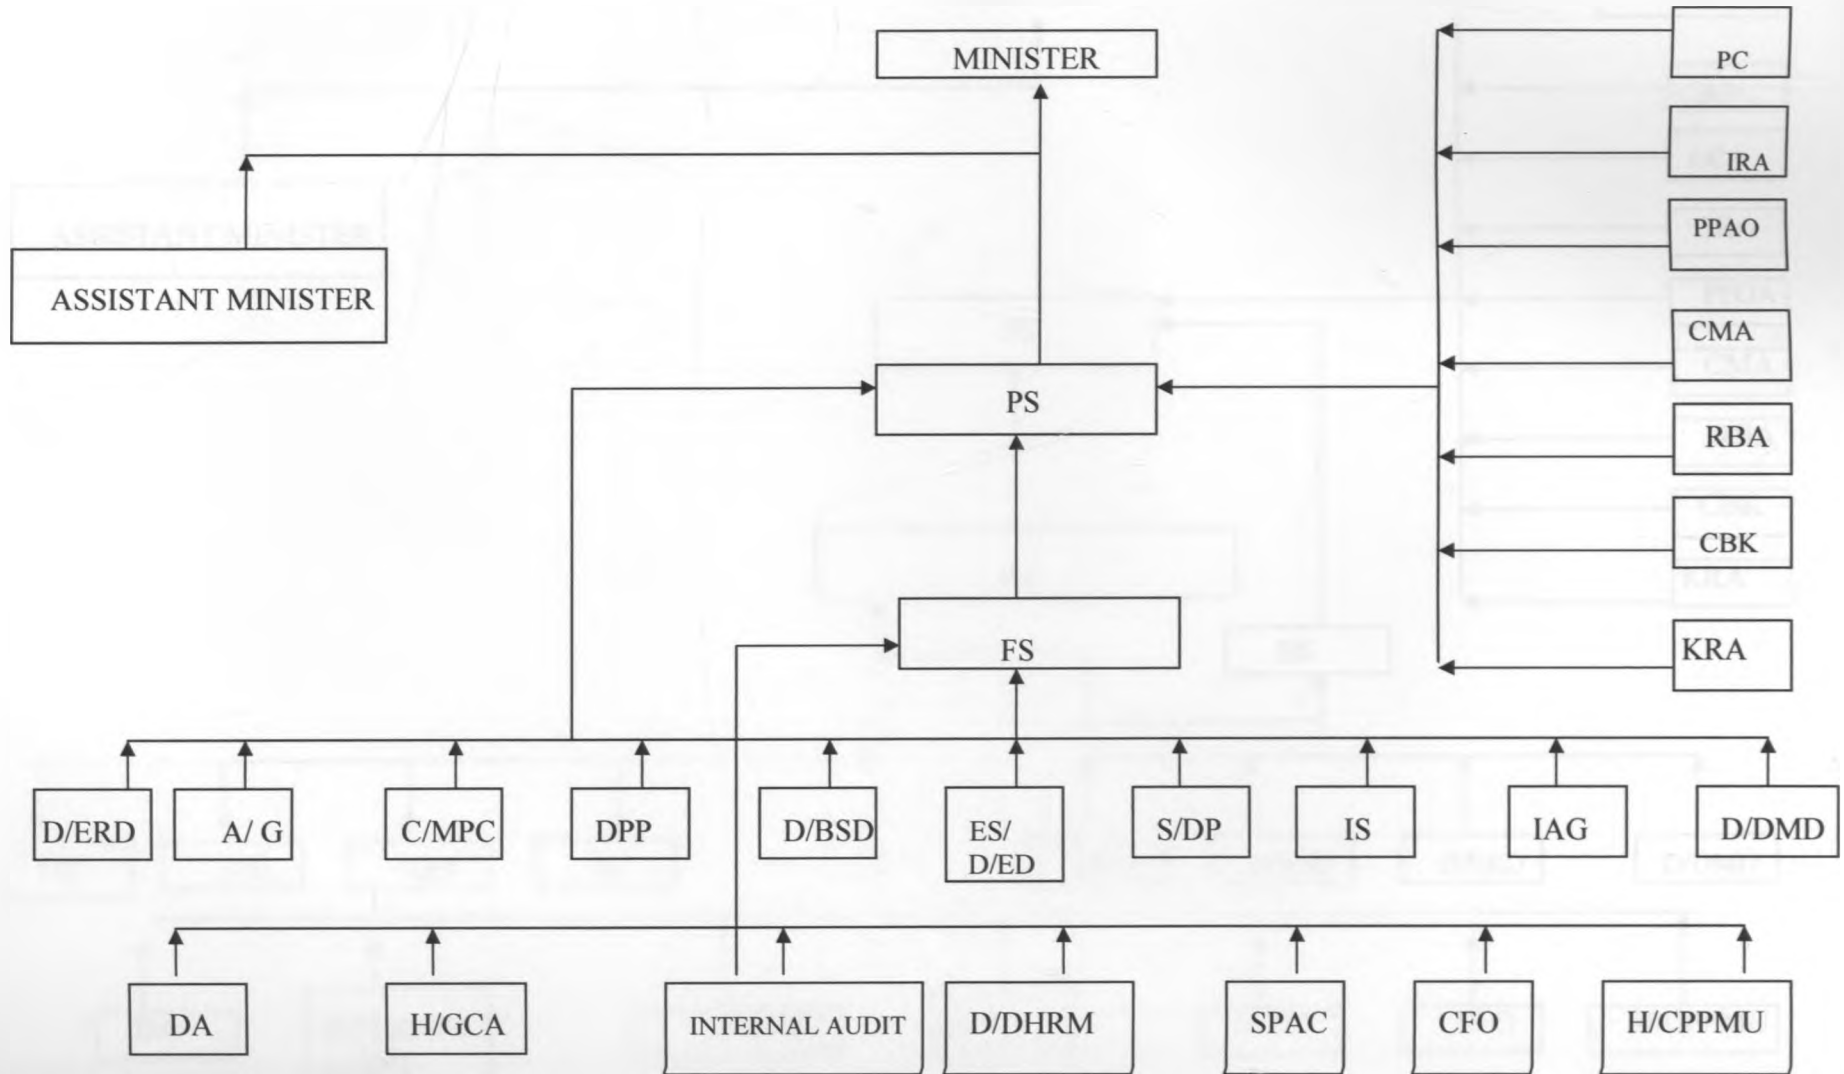 MINISTER
PC
IRA
PPAO
ASSISTANT MINISTER
CMA
PS
RBA
CBK
FS
KRA
D/ERD
A/ G
C/MPC
DPP
D/BSD
ES/
D/ED
S/DP
IS
IAG
D/DMD
DA
H/GCA
INTERNAL AUDIT
D/DHRM
SPAC
CFO
H/CPPMU